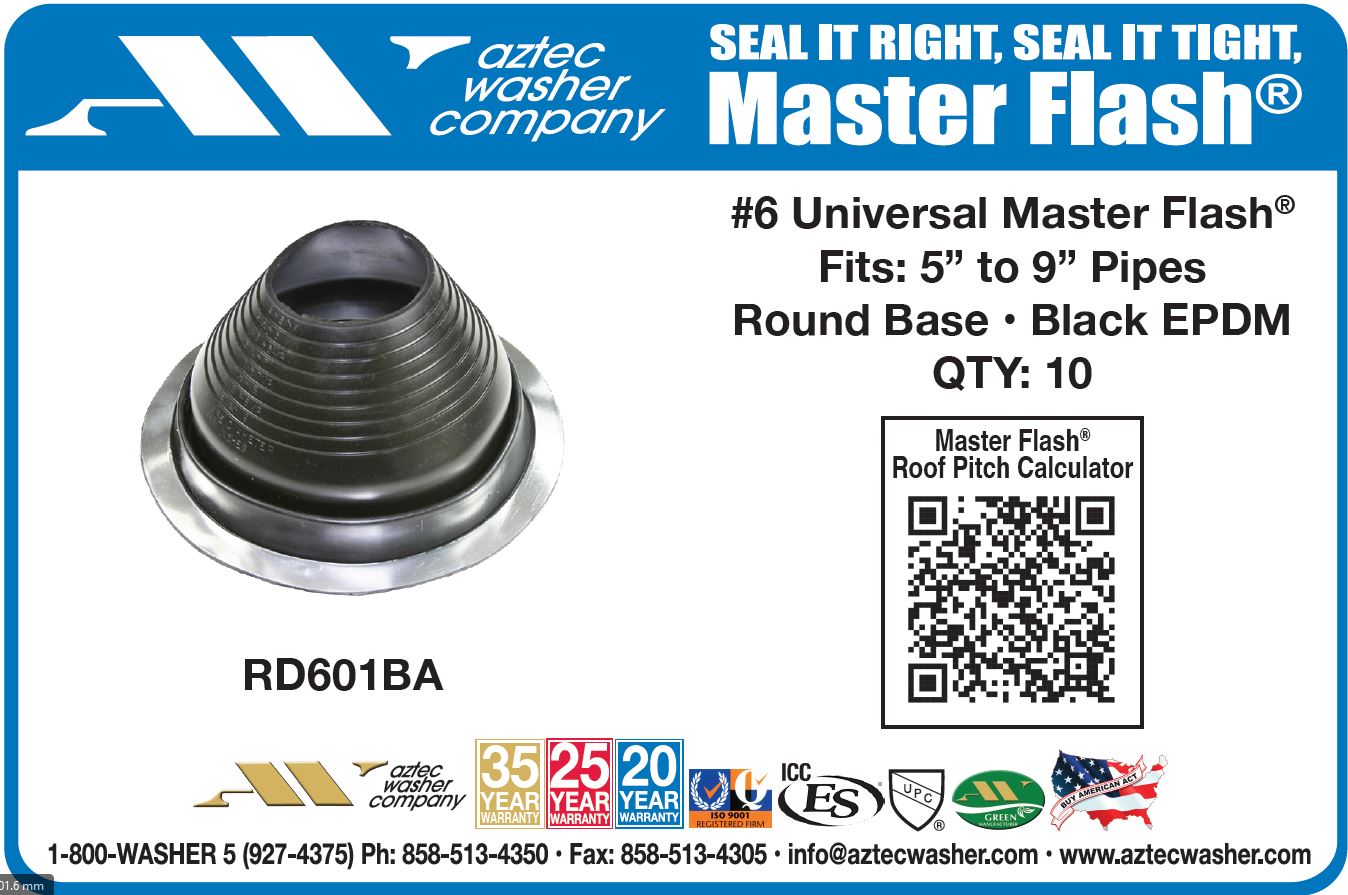 aztec
washer
company
SEAL IT RIGHT, SEAL IT TIGHT,
Master Flash®
#6 Universal Master Flash®
Fits: 5” to 9” Pipes
Round Base • Black EPDM
QTY: 10
Master Flash®
Roof Pitch Calculator
RD601BA
aztec
washer
company
35
YEAR
WARRANTY
25
YEAR
WARRANTY
20
YEAR
WARRANTY
ISO 9001
REGISTERED FIRM
ICC
ES
UPC
®
GREEN
MANUFACTURER
BUY AMERICAN ACT
1-800-WASHER 5 (927-4375) Ph: 858-513-4350 • Fax: 858-513-4305 • info@aztecwasher.com • www.aztecwasher.com